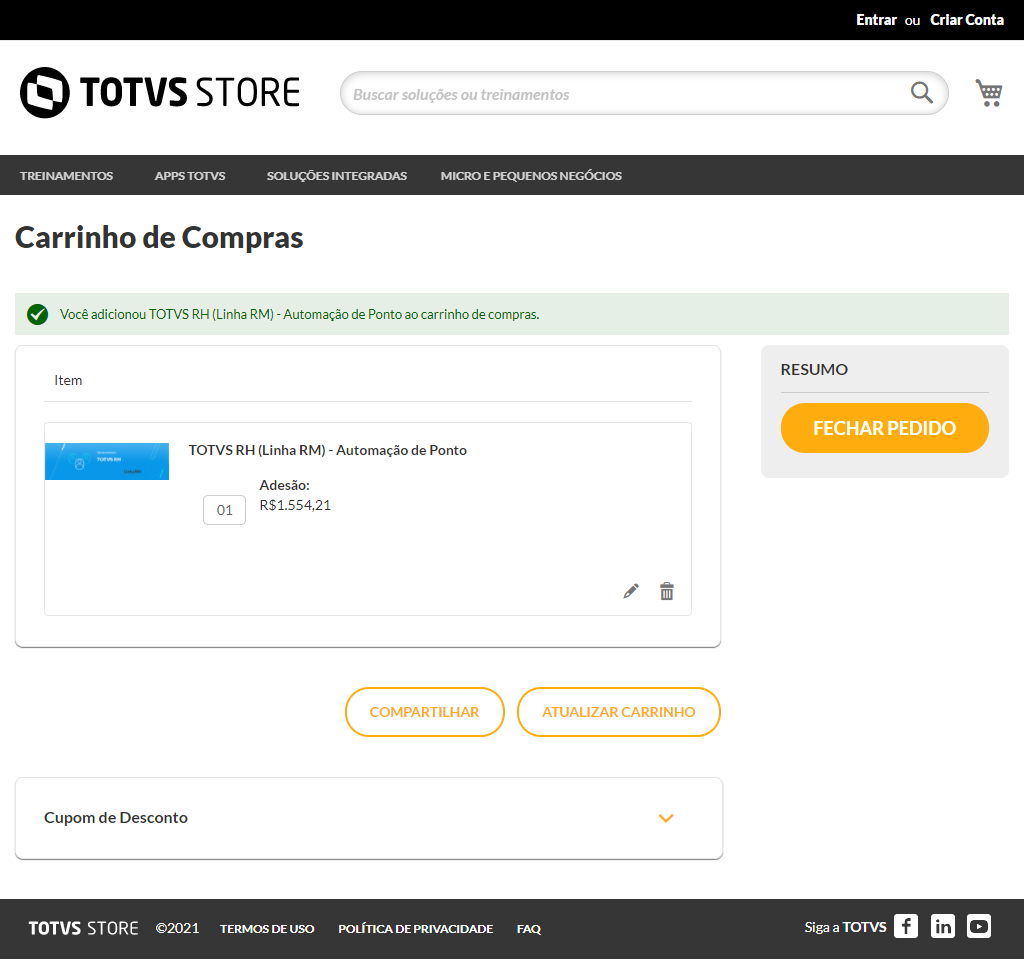 Entrar ou Criar Conta
TOTVS STORE
Buscar soluções ou treinamentos
TREINAMENTOS APPS TOTVS SOLUÇÕES INTEGRADAS MICRO E PEQUENOS NEGÓCIOS
Carrinho de Compras
Você adicionou TOTVS RH (Linha RM) - Automação de Ponto ao carrinho de compras.
Item
TOTVS RH
TOTVS RH (Linha RM) - Automação de Ponto
Adesão:
01
R$1.554,21
RESUMO
FECHAR PEDIDO
COMPARTILHAR ATUALIZAR CARRINHO
Cupom de Desconto
TOTVS STORE ©2021 TERMOS DE USO POLÍTICA DE PRIVACIDADE FAQ Siga a TOTVS